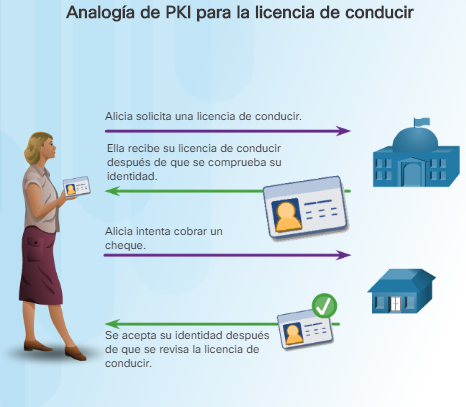 Analogía de PKI para la licencia de conducir
Alicia solicita una licencia de conducir.
Ella recibe su licencia de conducir
después de que se comprueba su
identidad.
Alicia intenta cobrar un
cheque.
Se acepta su identidad después
de que se revisa la licencia de
conducir.